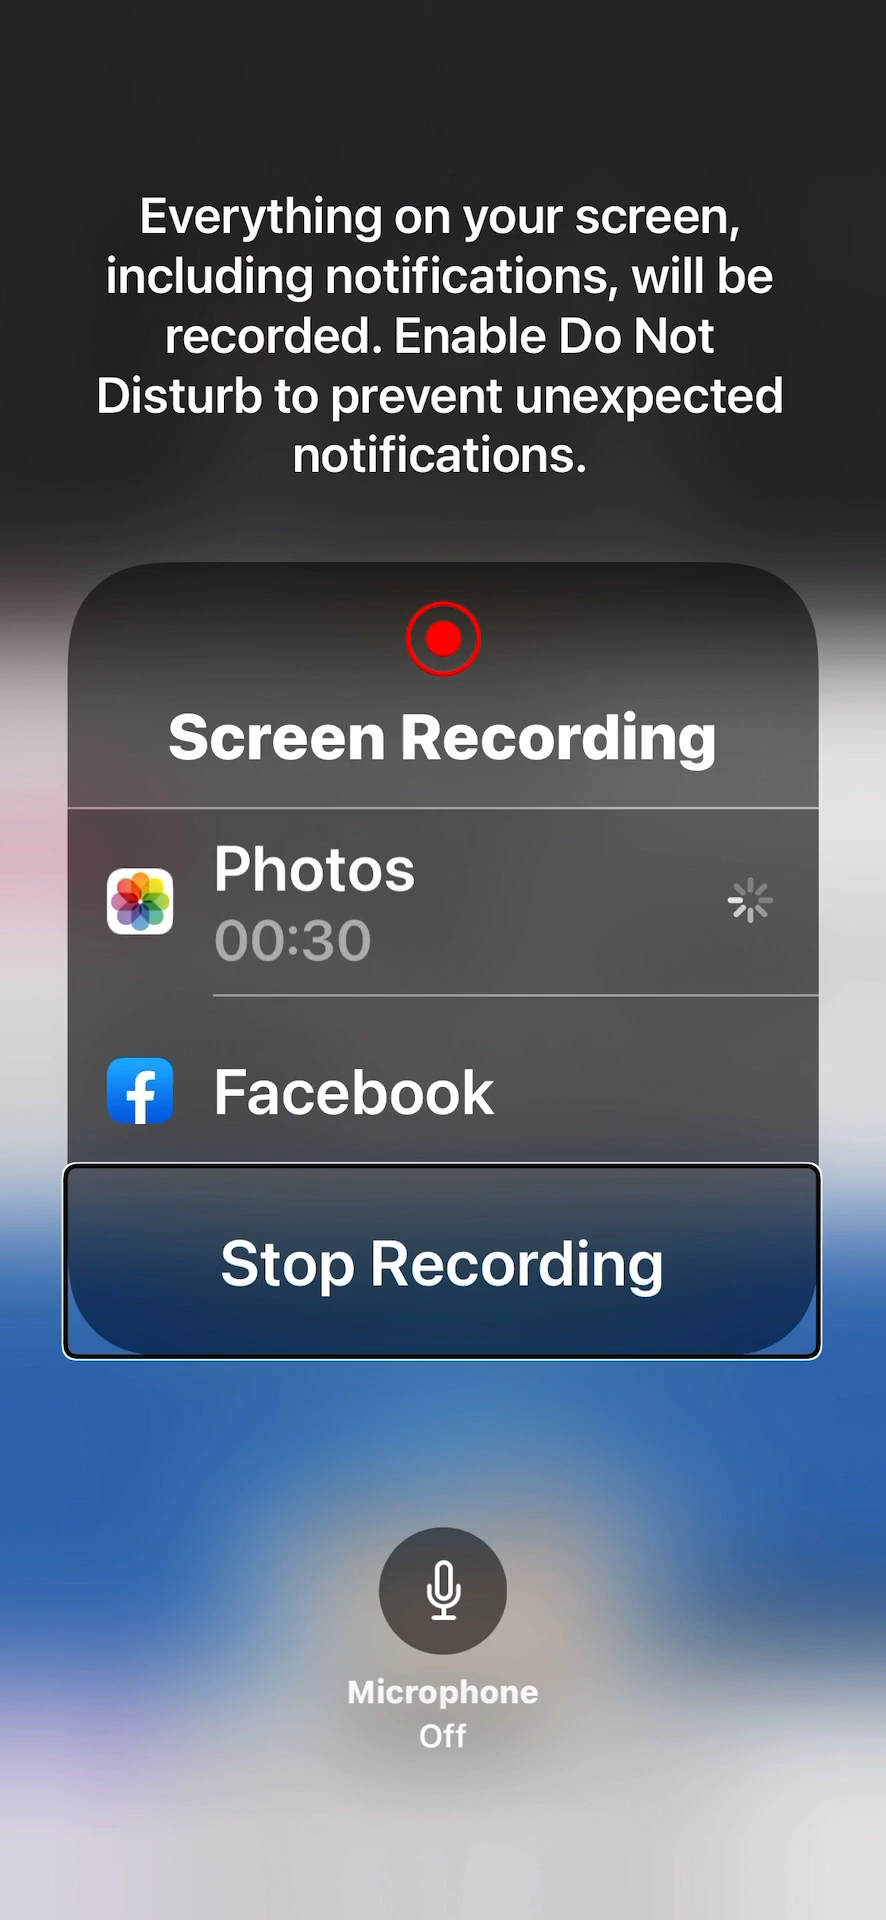 Everything on your screen,
including notifications, will be
recorded. Enable Do Not
Disturb to prevent unexpected
notifications.
Screen Recording
Photos
00:30
Facebook
Stop Recording
Microphone
Off